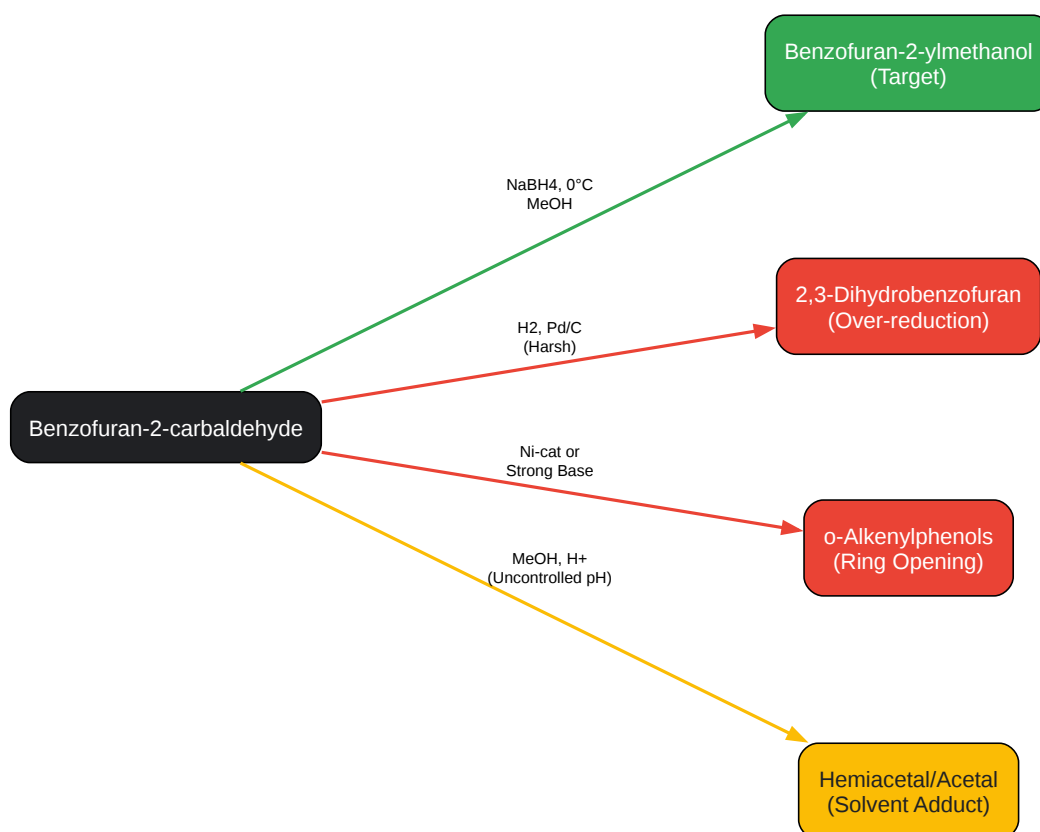 Benzofuran-2-ylmethanol
(Target)
NaBH4, 0°C
MeOH
2,3-Dihydrobenzofuran
(Over-reduction)
H2, Pd/C
(Harsh)
Benzofuran-2-carbaldehyde
Ni-cat or
Strong Base
o-Alkenylphenols
(Ring Opening)
MeOH, H+
(Uncontrolled pH)
Hemiacetal/Acetal
(Solvent Adduct)